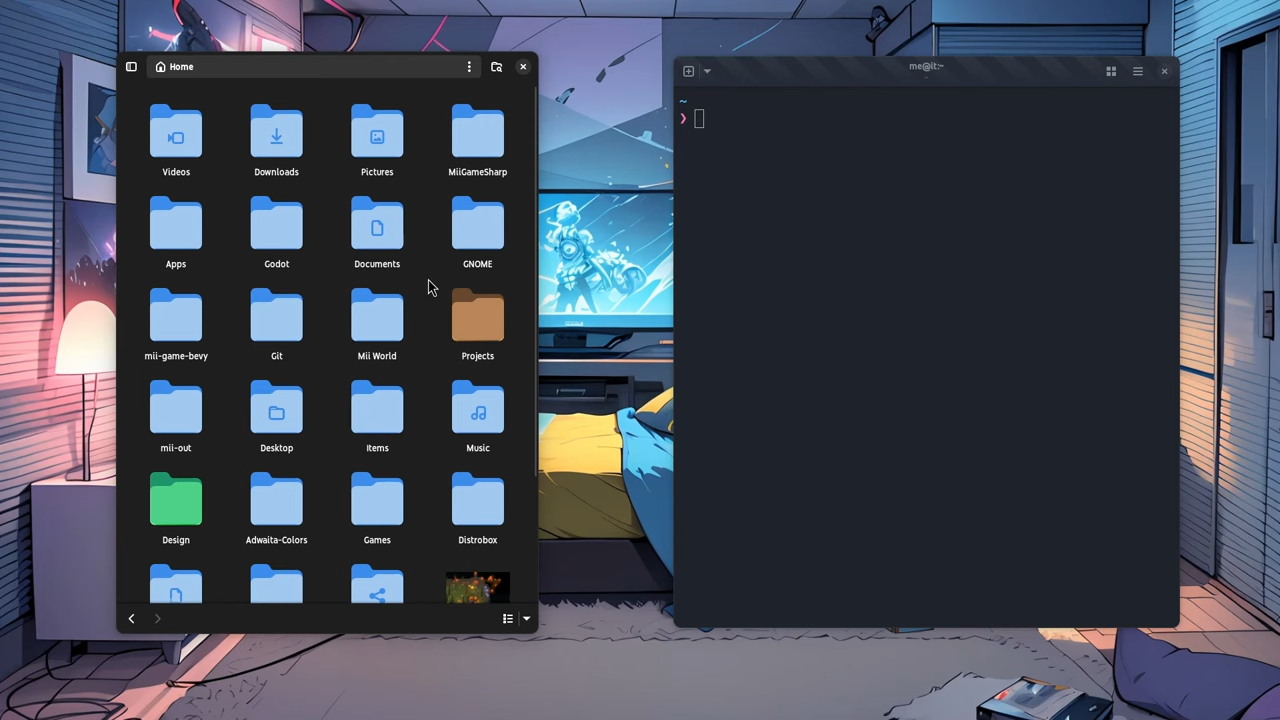 Home
Videos
Downloads
Pictures
MiiGameSharp
Apps
Godot
Documents
GNOME
mii-game-bevy
Git
Mii World
Projects
mii-out
Desktop
Items
Music
Design
Adwaita-Colors
Games
Distrobox
me@lt:~
~
❯